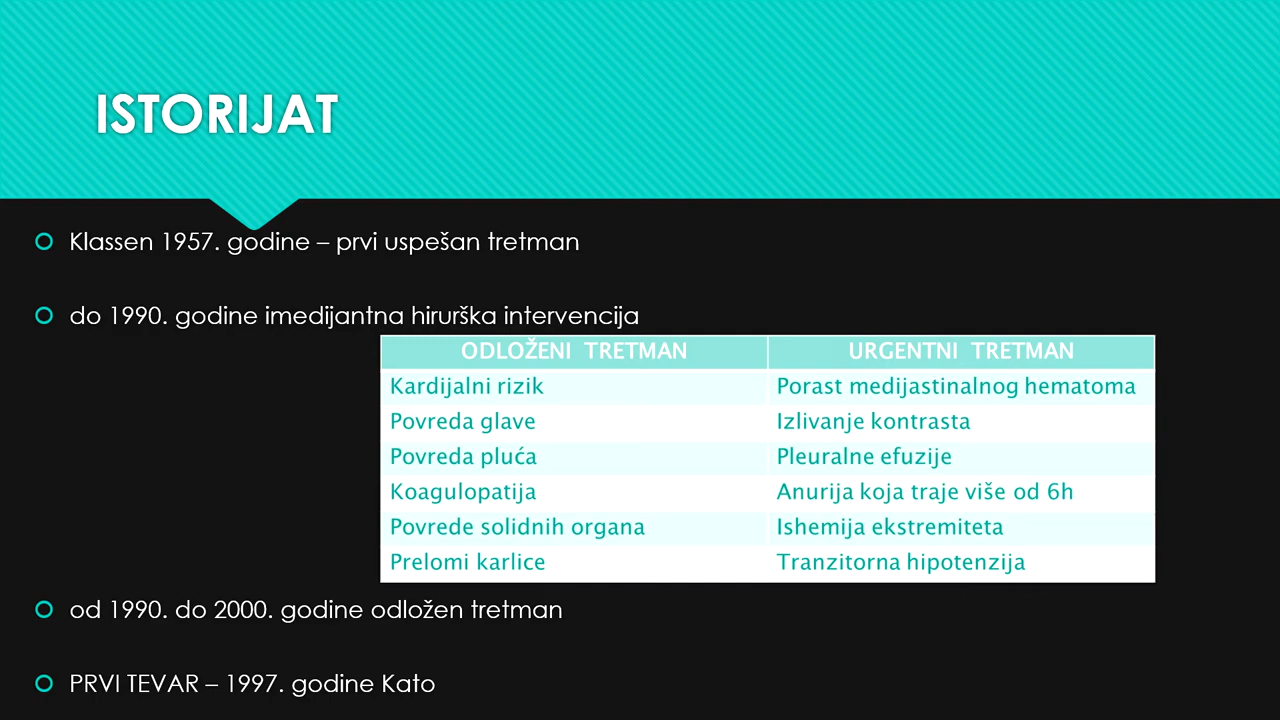 ISTORIJAT
Klassen 1957. godine – prvi uspešan tretman
do 1990. godine imedijantna hirurška intervencija
ODLOŽENI TRETMAN URGENTNI TRETMAN
Kardijalni rizik Porast medijastinalnog hematoma
Povreda glave Izlivanje kontrasta
Povreda pluća Pleuralne efuzije
Koagulopatija Anurija koja traje više od 6h
Povrede solidnih organa Ishemija ekstremiteta
Prelomi karlice Tranzitorna hipotenzija
od 1990. do 2000. godine odložen tretman
PRVI TEVAR – 1997. godine Kato